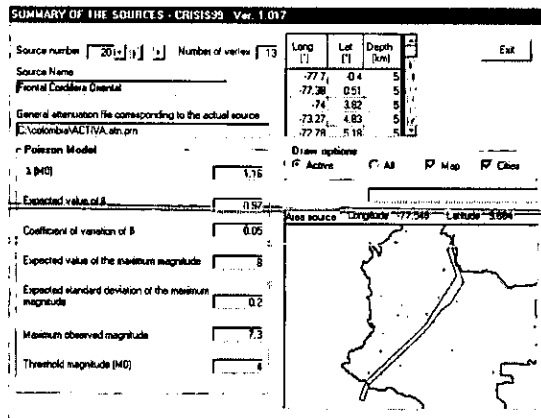 SUMMARY OF THE SOURCES - CRISIS99 Ver. 1.017
Source number 20 Number of vertex 13
Source Name
Frontal Cordillera Oriental
General attenuation file corresponding to the actual source
C:\colombia\ACTIVA.atn.prn
Long [°] Lat [°] Depth [km]
-77.7 -0.4 5
-77.38 0.51 5
-74 3.82 5
-73.27 4.83 5
-72.78 5.18 5
Exit
Draw options
Active All Map Cities
Poisson Model
λ (M0) 1.16
Expected value of β 0.97
Coefficient of variation of β 0.05
Expected value of the maximum magnitude 8
Expected standard deviation of the maximum
magnitude 0.2
Maximum observed magnitude 7.3
Threshold magnitude (M0) 4
Area source Longitude -77.549 Latitude